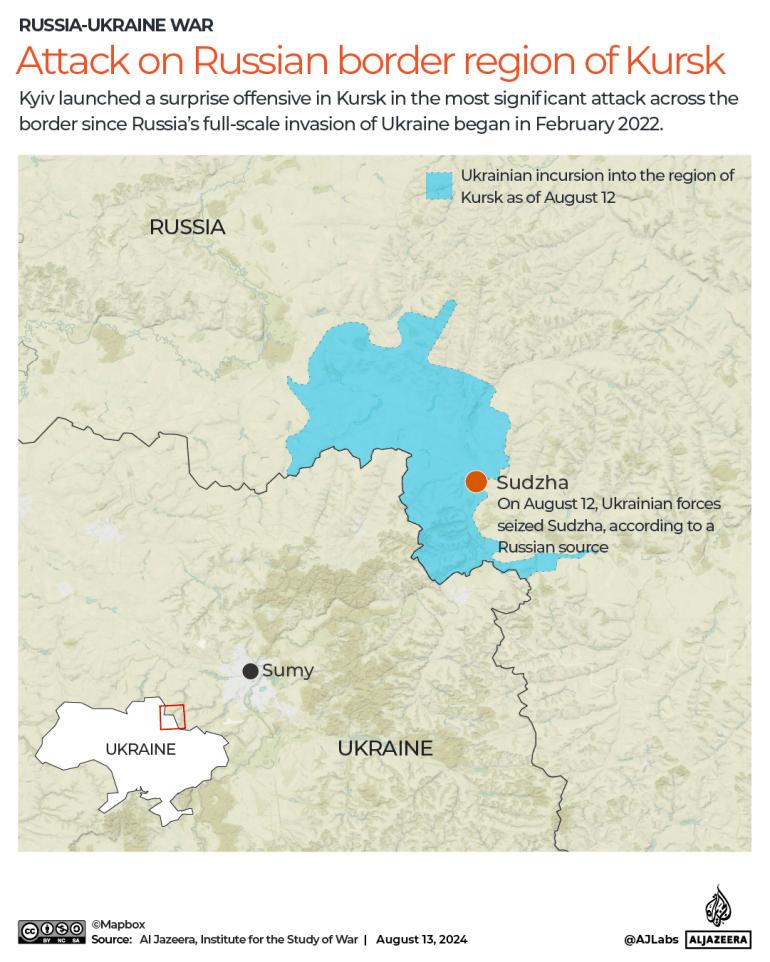 RUSSIA-UKRAINE WAR
Attack on Russian border region of Kursk
Kyiv launched a surprise offensive in Kursk in the most significant attack across the
border since Russia's full-scale invasion of Ukraine began in February 2022.
Ukrainian incursion into the region of
Kursk as of August 12
RUSSIA
Sudzha
On August 12, Ukrainian forces
seized Sudzha, according to a
Russian source
Sumy
UKRAINE
UKRAINE
cc BY NC SA
©Mapbox
Source: Al Jazeera, Institute for the Study of War | August 13, 2024
@AJLabs ALJAZEERA